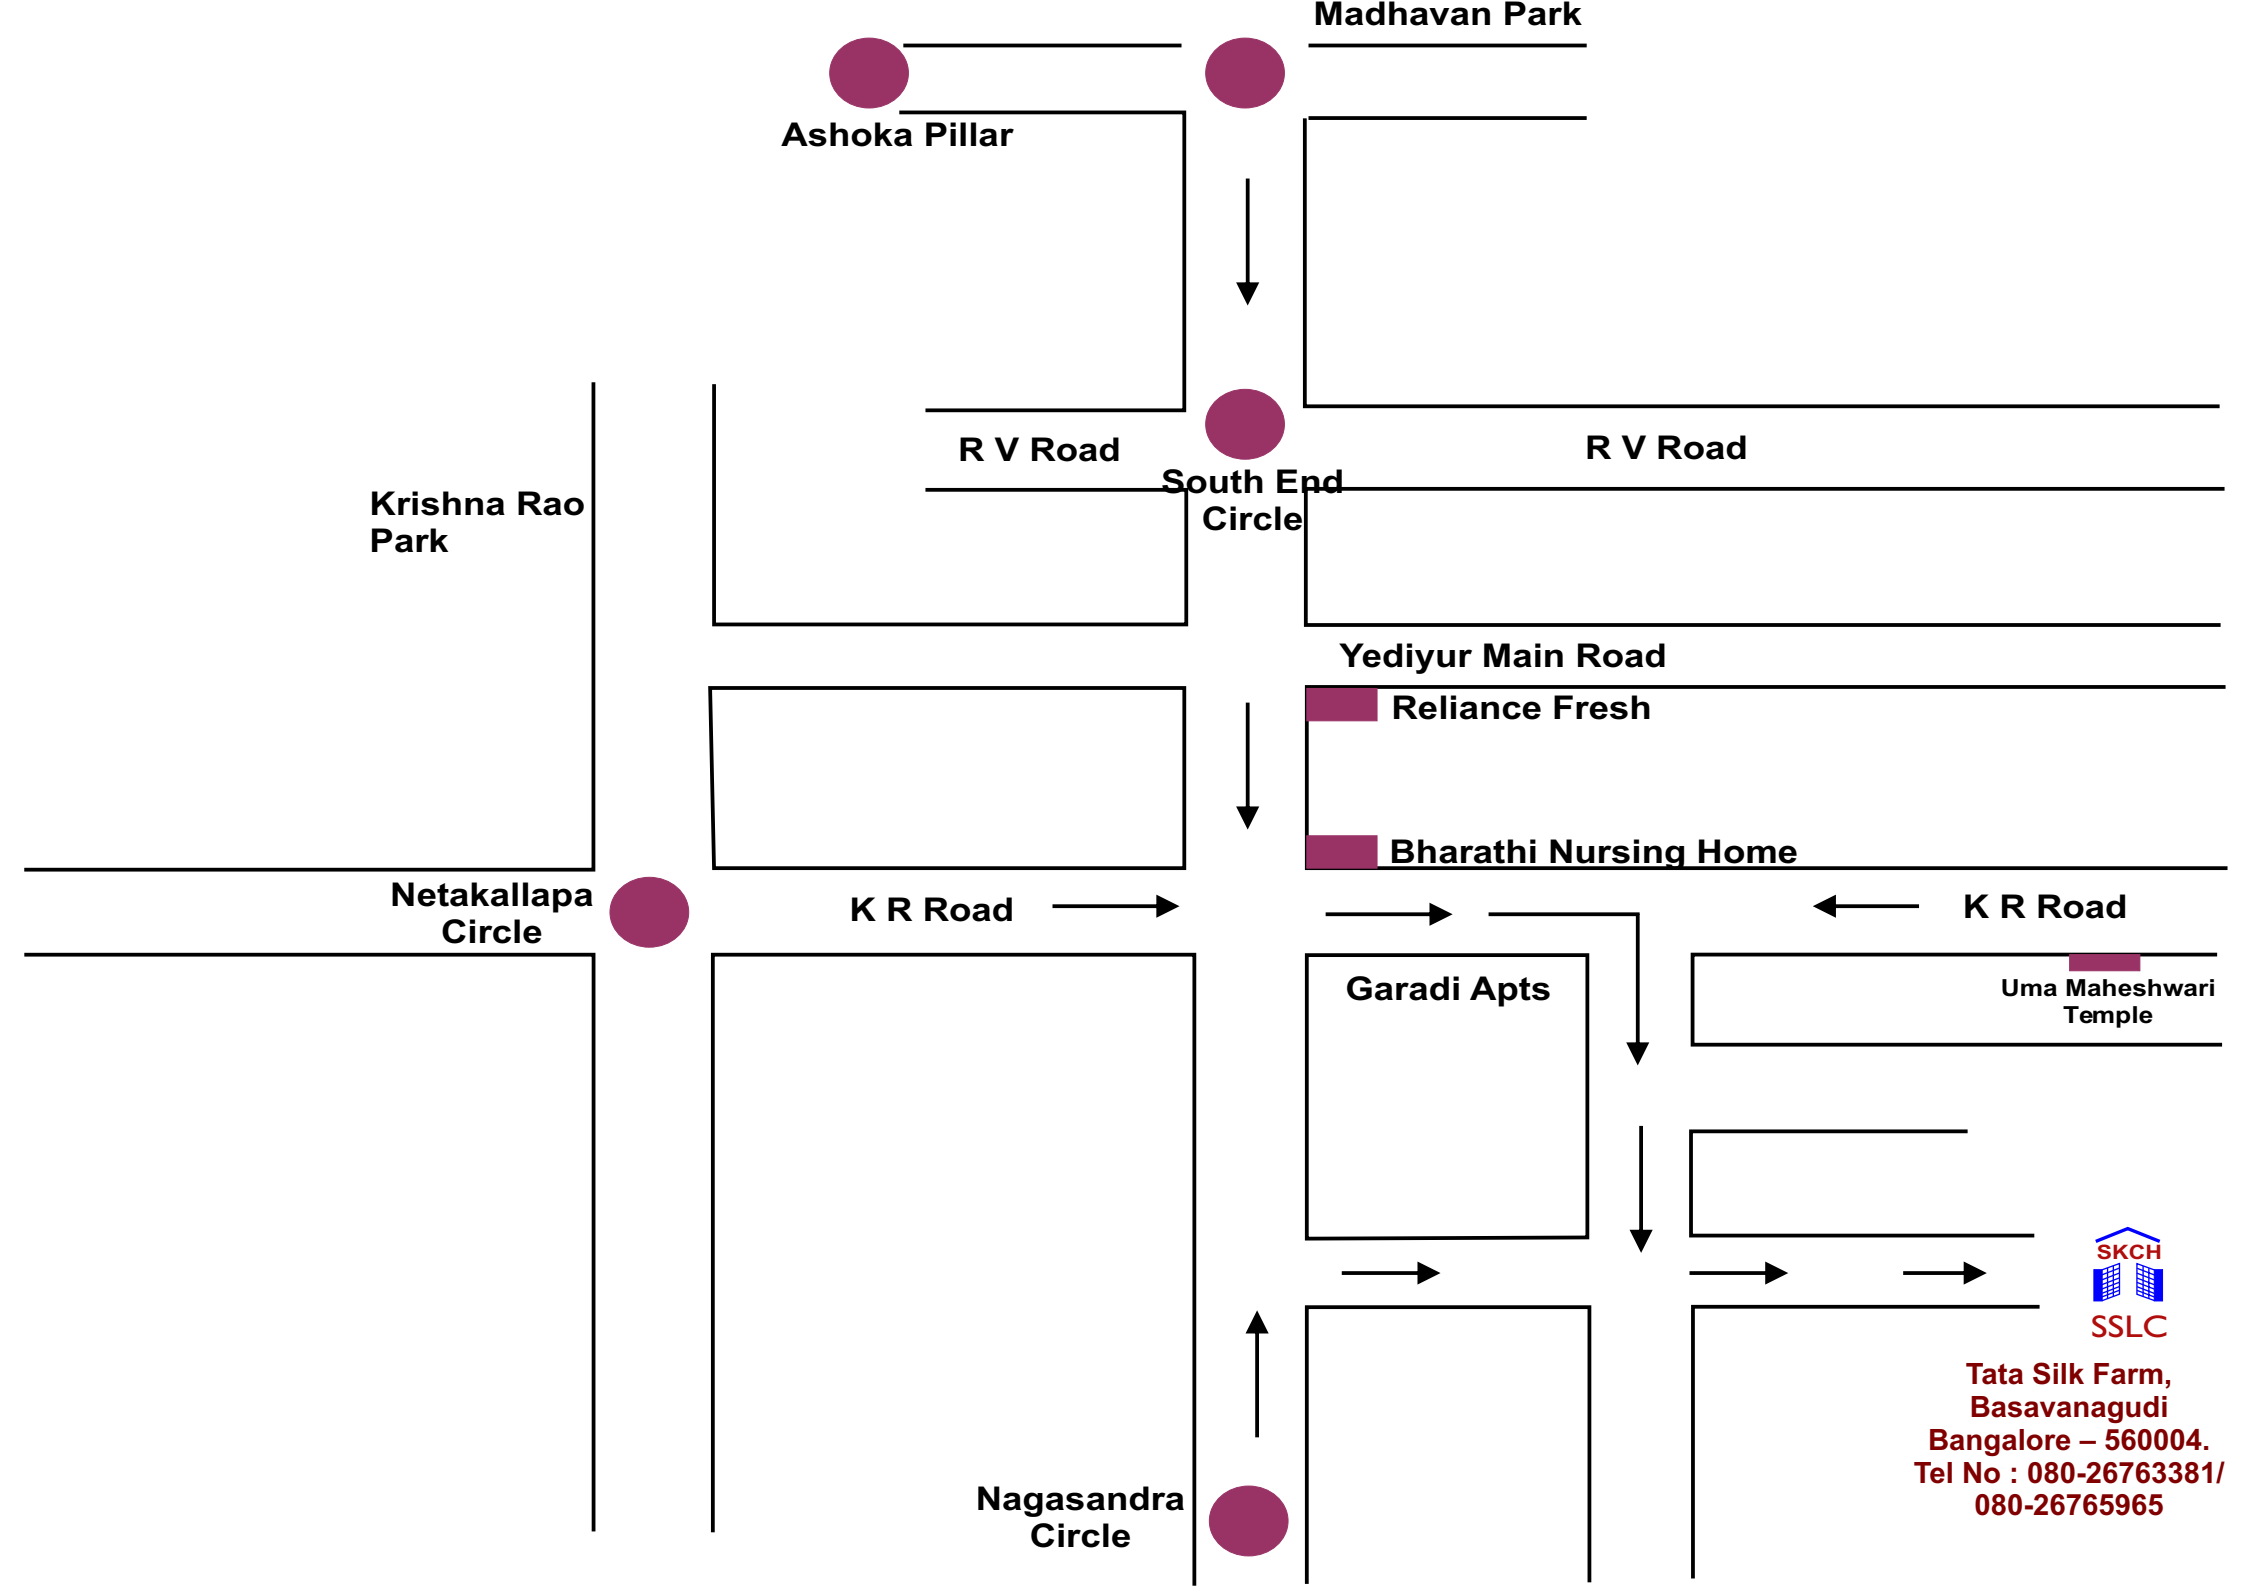 Madhavan Park
Ashoka Pillar
R V Road
R V Road
South End
Circle
Krishna Rao
Park
Yediyur Main Road
Reliance Fresh
Bharathi Nursing Home
Netakallapa
Circle
K R Road
K R Road
Garadi Apts
Uma Maheshwari
Temple
SKCH
SSLC
Tata Silk Farm,
Basavanagudi
Bangalore – 560004.
Tel No : 080-26763381/
080-26765965
Nagasandra
Circle